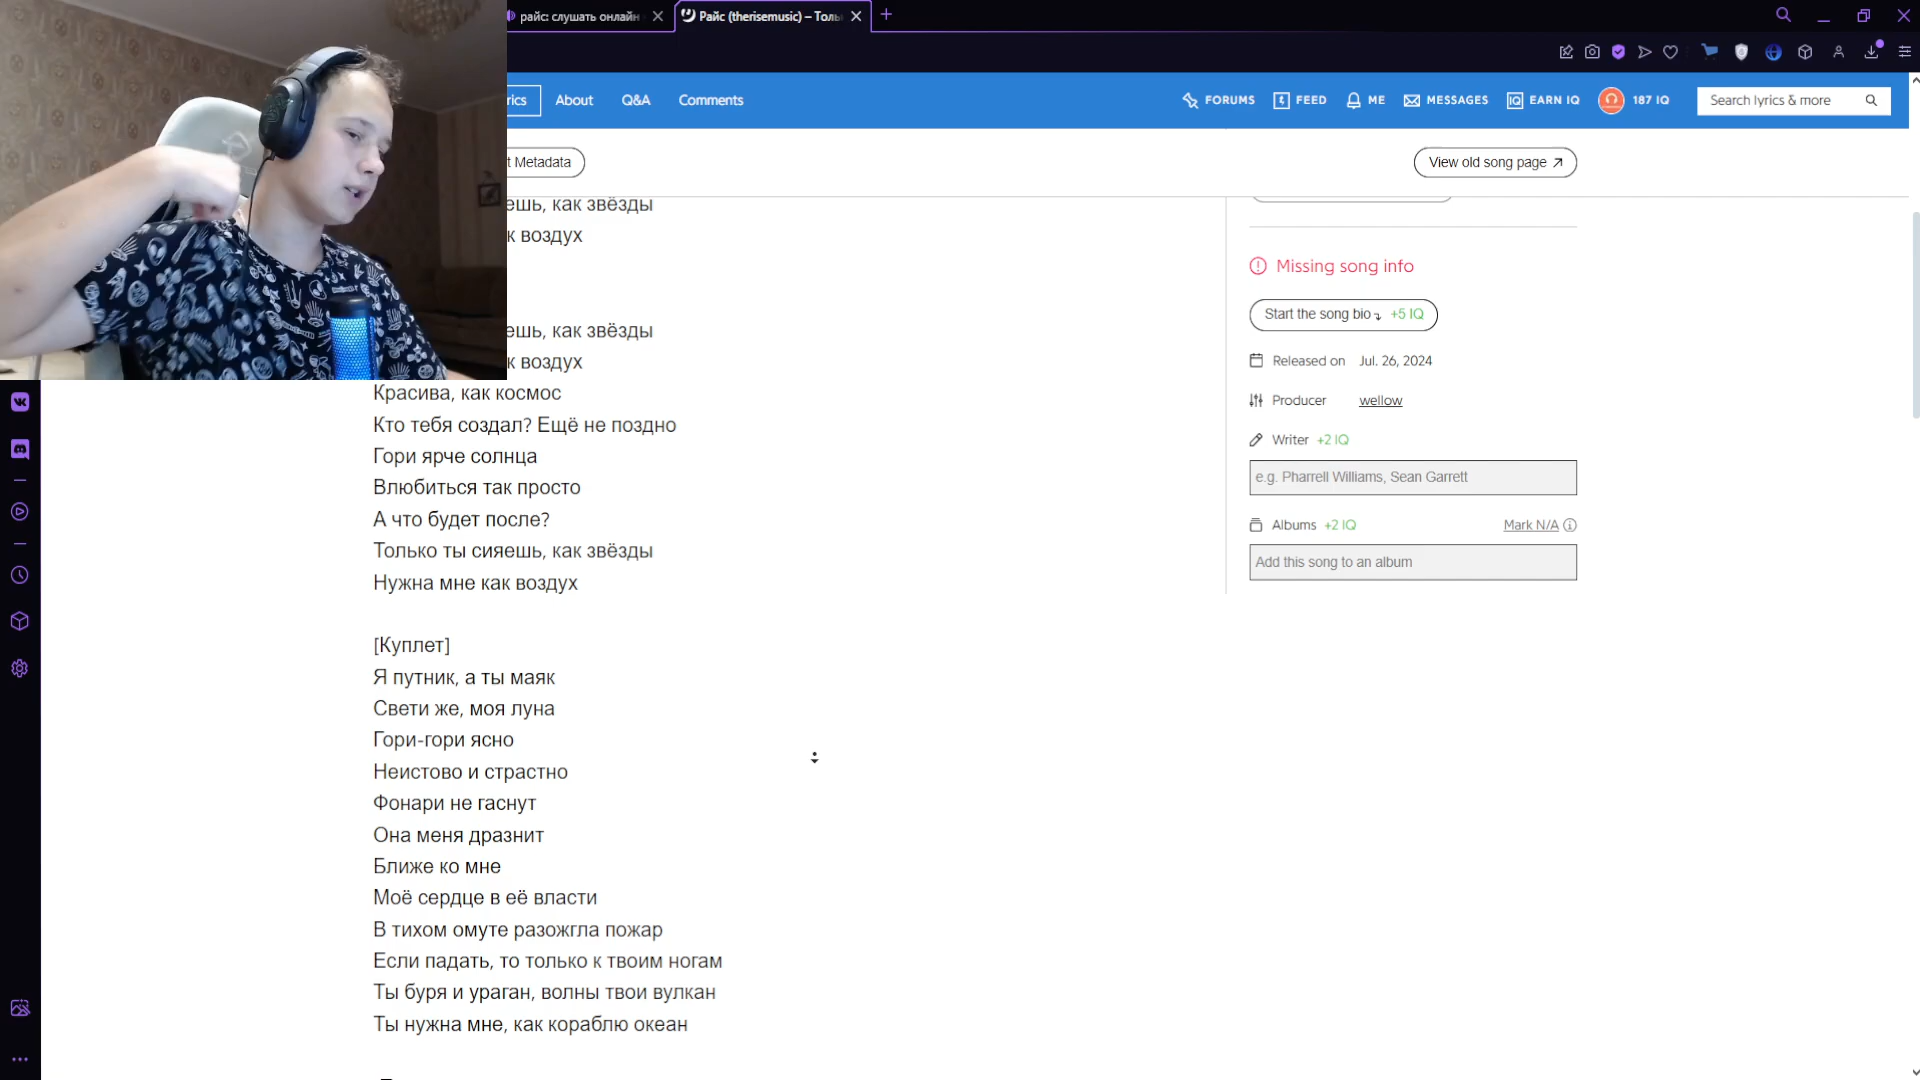 райс: слушать онлайн
Райс (therisemusic) – Толь
rics
About
Q&A
Comments
FORUMS
FEED
ME
MESSAGES
EARN IQ
187 IQ
Search lyrics & more
t Metadata
View old song page
ешь, как звёзды
к воздух
ешь, как звёзды
к воздух
Красива, как космос
Кто тебя создал? Ещё не поздно
Гори ярче солнца
Влюбиться так просто
А что будет после?
Только ты сияешь, как звёзды
Нужна мне как воздух
[Куплет]
Я путник, а ты маяк
Свети же, моя луна
Гори-гори ясно
Неистово и страстно
Фонари не гаснут
Она меня дразнит
Ближе ко мне
Моё сердце в её власти
В тихом омуте разожгла пожар
Если падать, то только к твоим ногам
Ты буря и ураган, волны твои вулкан
Ты нужна мне, как кораблю океан
Missing song info
Start the song bio +5 IQ
Released on Jul. 26, 2024
Producer wellow
Writer +2 IQ
e.g. Pharrell Williams, Sean Garrett
Albums +2 IQ Mark N/A
Add this song to an album